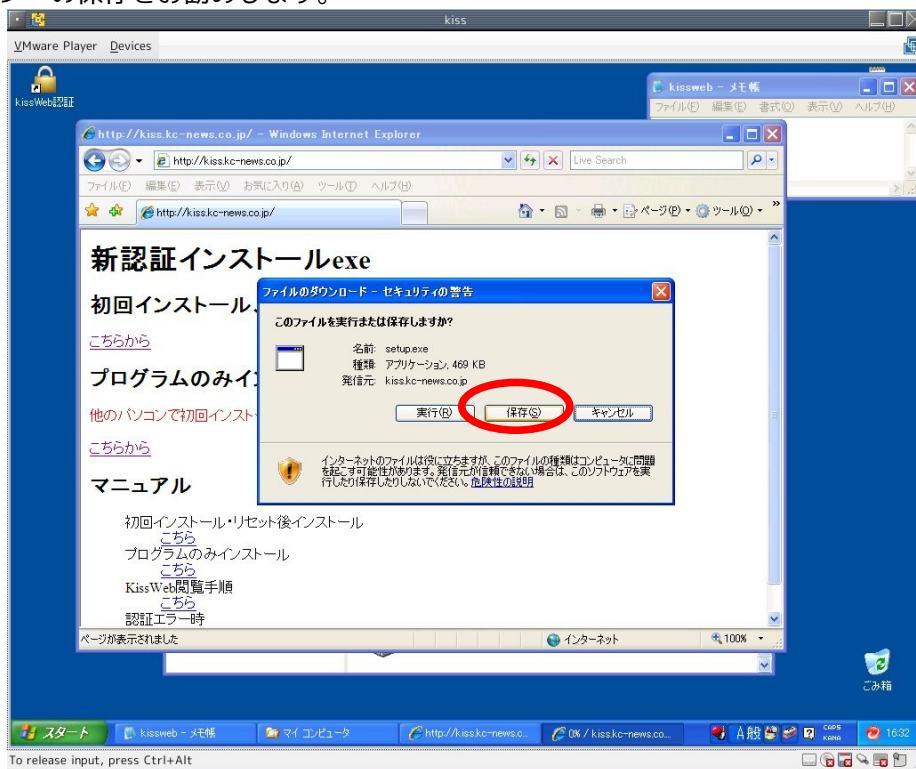 の保存をお勧めします。
kiss
VMware Player Devices
kissWeb認証
kissweb - メモ帳
ファイル(F) 編集(E) 書式(O) 表示(V) ヘルプ(H)
http://kiss.kc-news.co.jp/ - Windows Internet Explorer
http://kiss.kc-news.co.jp/
Live Search
ファイル(F) 編集(E) 表示(V) お気に入り(A) ツール(T) ヘルプ(H)
http://kiss.kc-news.co.jp/
ページ(P) ツール(O) »
新認証インストールexe
初回インストール、
こちらから
プログラムのみイ
他のパソコンで初回インスト
こちらから
マニュアル
初回インストール・リセット後インストール
こちら
プログラムのみインストール
こちら
KissWeb閲覧手順
こちら
認証エラー時
ファイルのダウンロード - セキュリティの警告
このファイルを実行または保存しますか?
名前: setup.exe
種類: アプリケーション, 469 KB
発信元: kiss.kc-news.co.jp
実行(R) 保存(S) キャンセル
インターネットのファイルは役に立ちますが、このファイルの種類はコンピュータに問題
を起こす可能性があります。発信元が信頼できない場合は、このソフトウェアを実
行したり保存したりしないでください。危険性の説明
ページが表示されました
インターネット
100%
ごみ箱
スタート
kissweb - メモ帳
マイ コンピュータ
http://kiss.kc-news.c...
0% / kiss.kc-news.co...
A 般
CAPS
KANA
16:32
To release input, press Ctrl+Alt